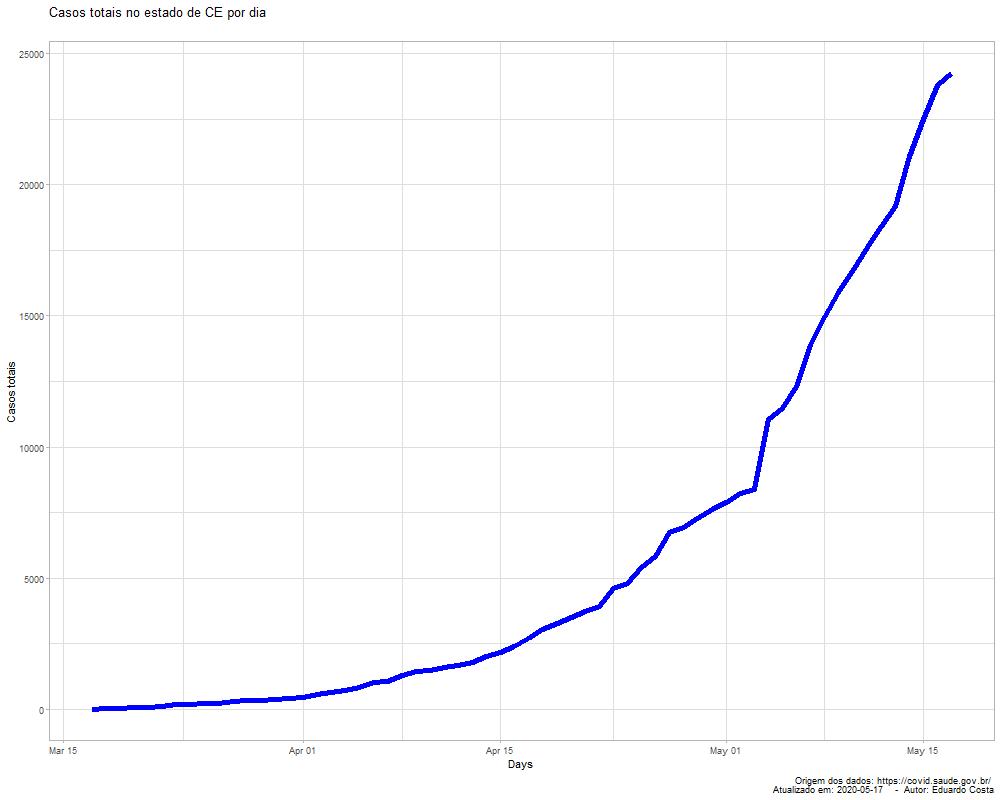 Casos totais no estado de CE por dia
25000
20000
15000
10000
5000
0
Casos totais
Mar 15
Apr 01
Apr 15
May 01
May 15
Days
Origem dos dados: https://covid.saude.gov.br/
Atualizado em: 2020-05-17 - Autor: Eduardo Costa